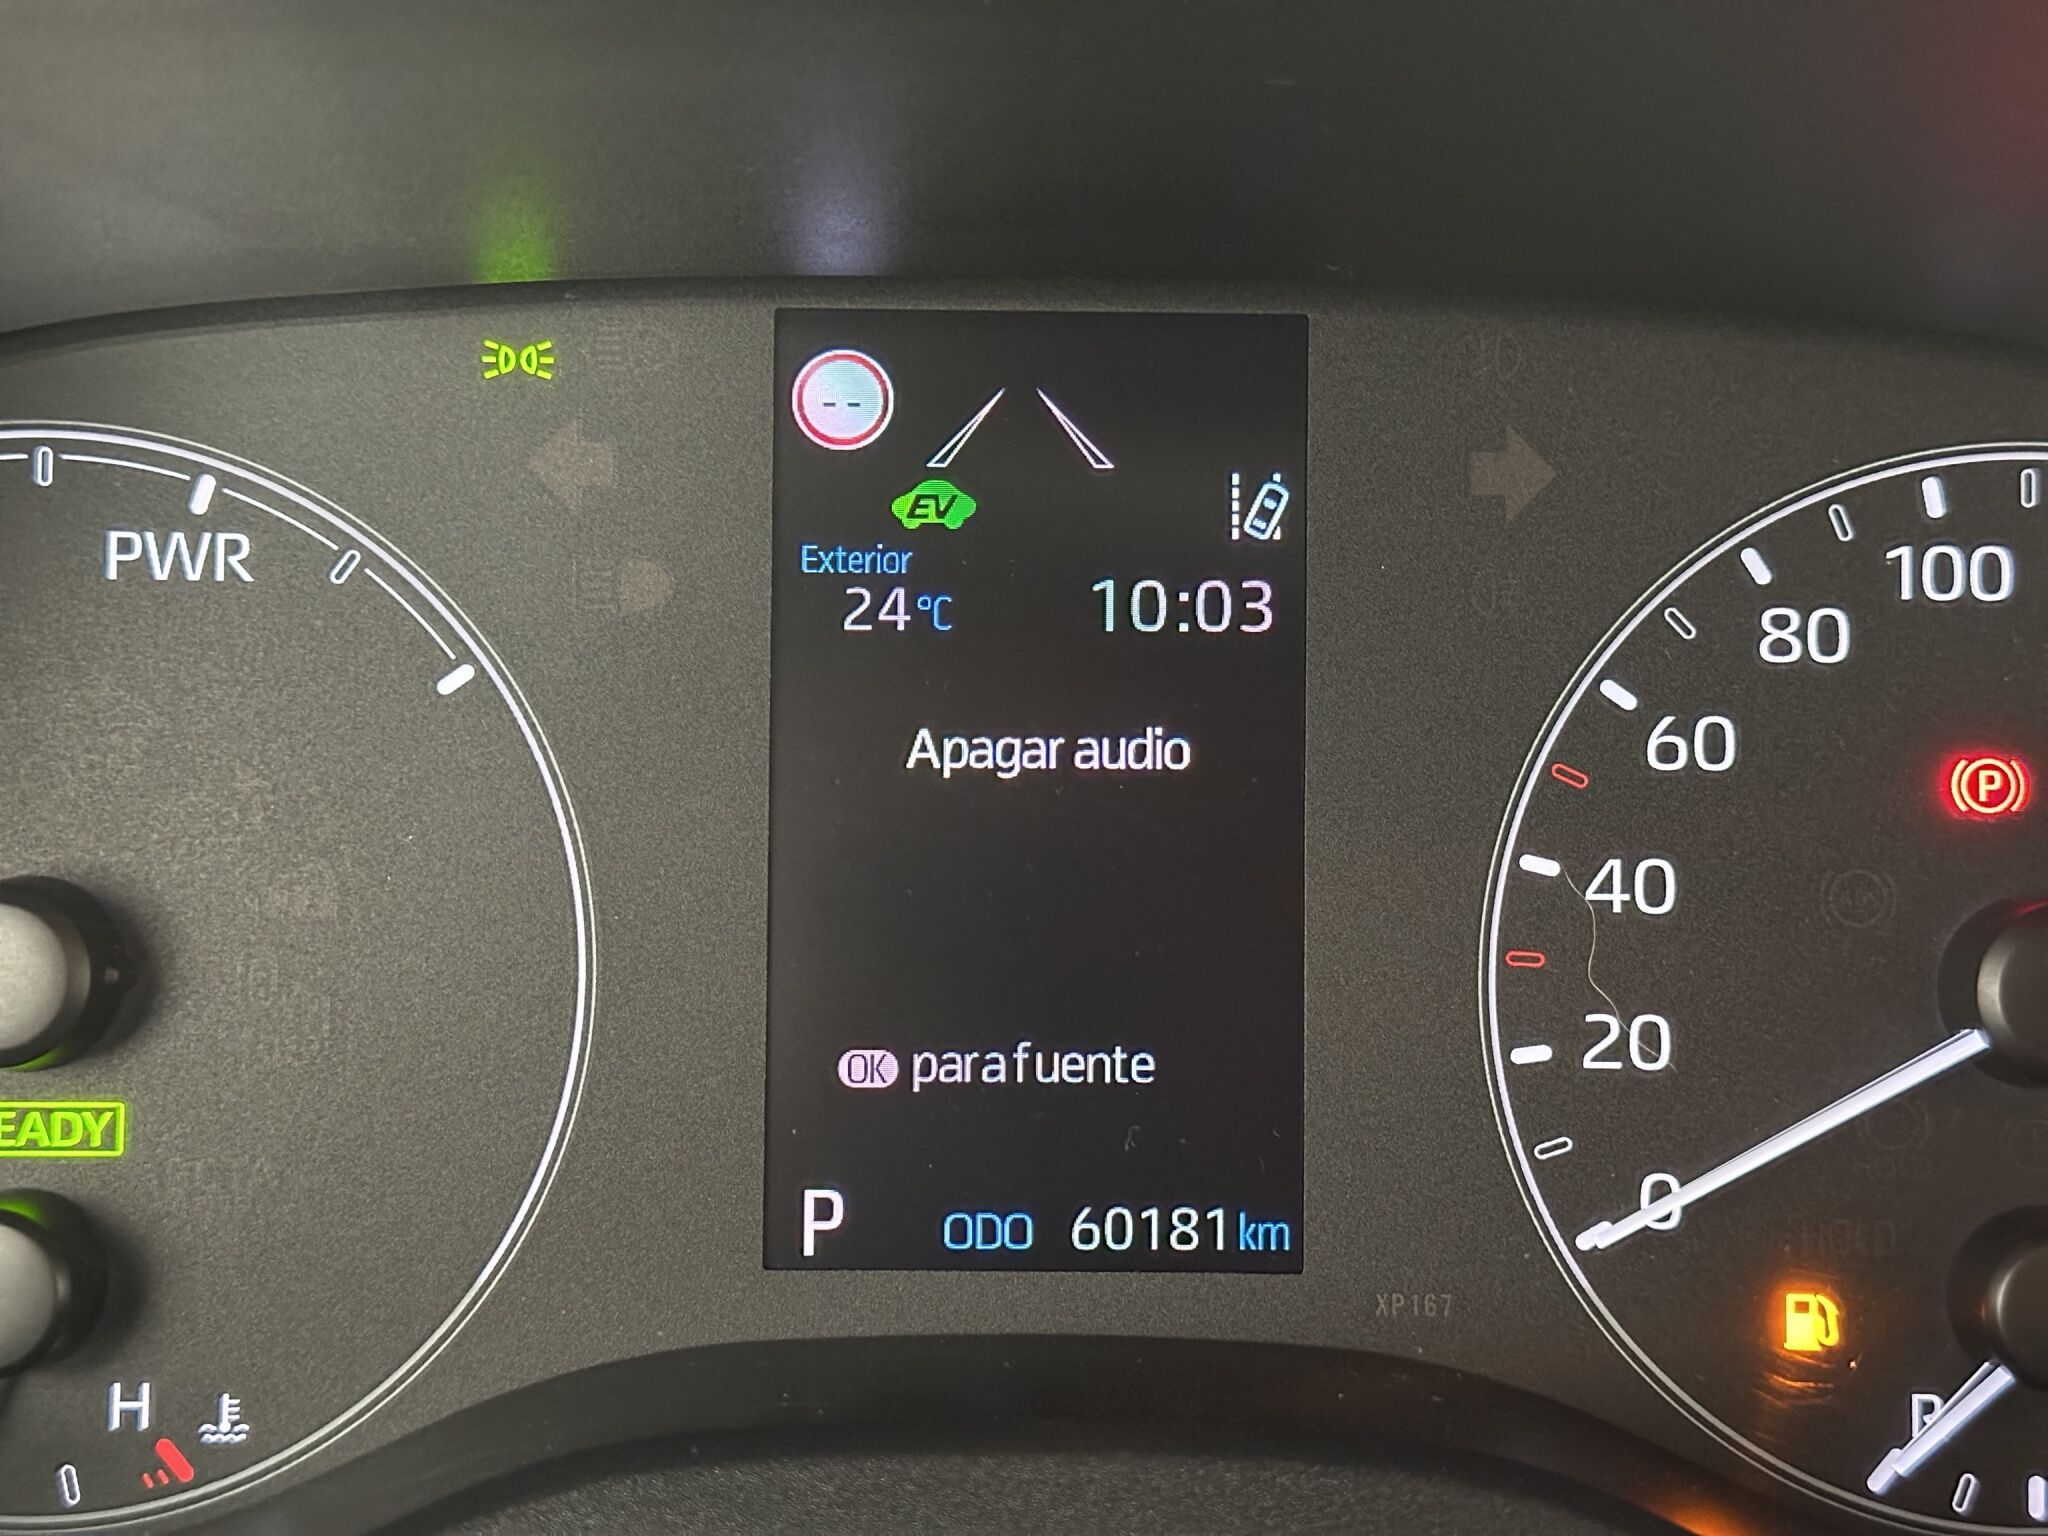 PWR
EV
Exterior
24°C
10:03
Apagar audio
OK para fuente
P
ODO 60181 km
100
80
60
40
20
0
P
EADY
H
XP167
HOLD